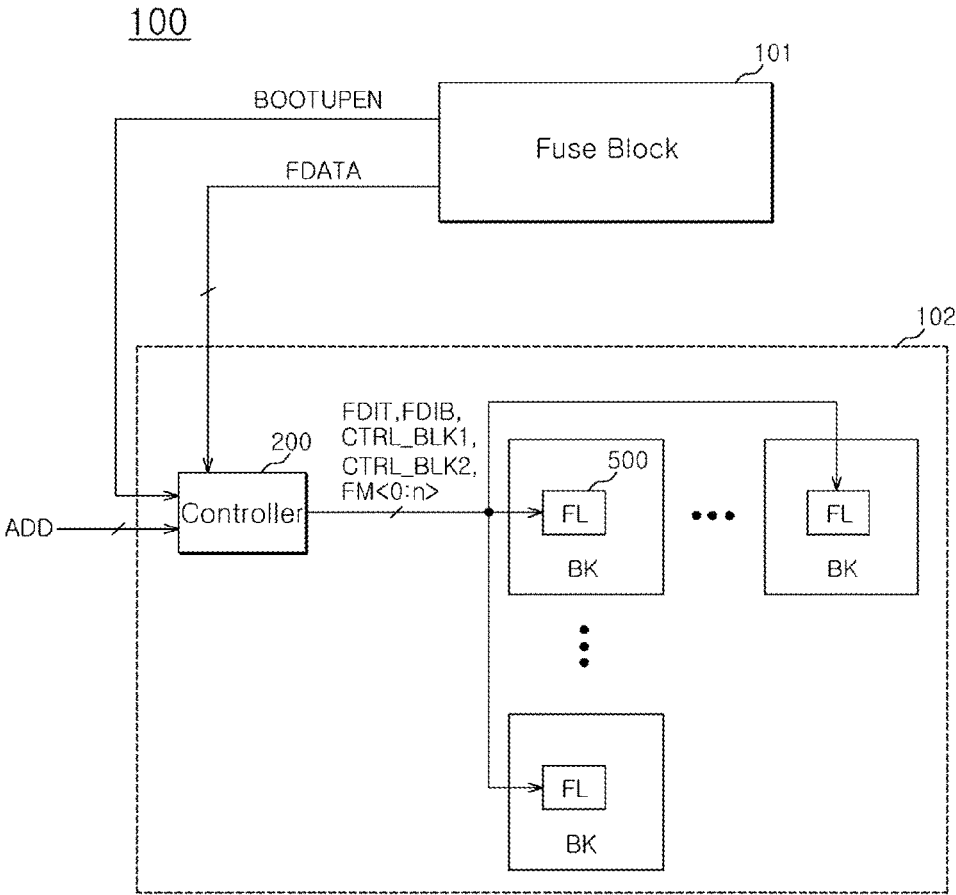 100
101
BOOTUPEN
Fuse Block
FDATA
102
FDIT,FDIB,
CTRL_BLK1,
CTRL_BLK2,
FM<0:n>
200
500
Controller
ADD
FL
FL
BK
BK
FL
BK